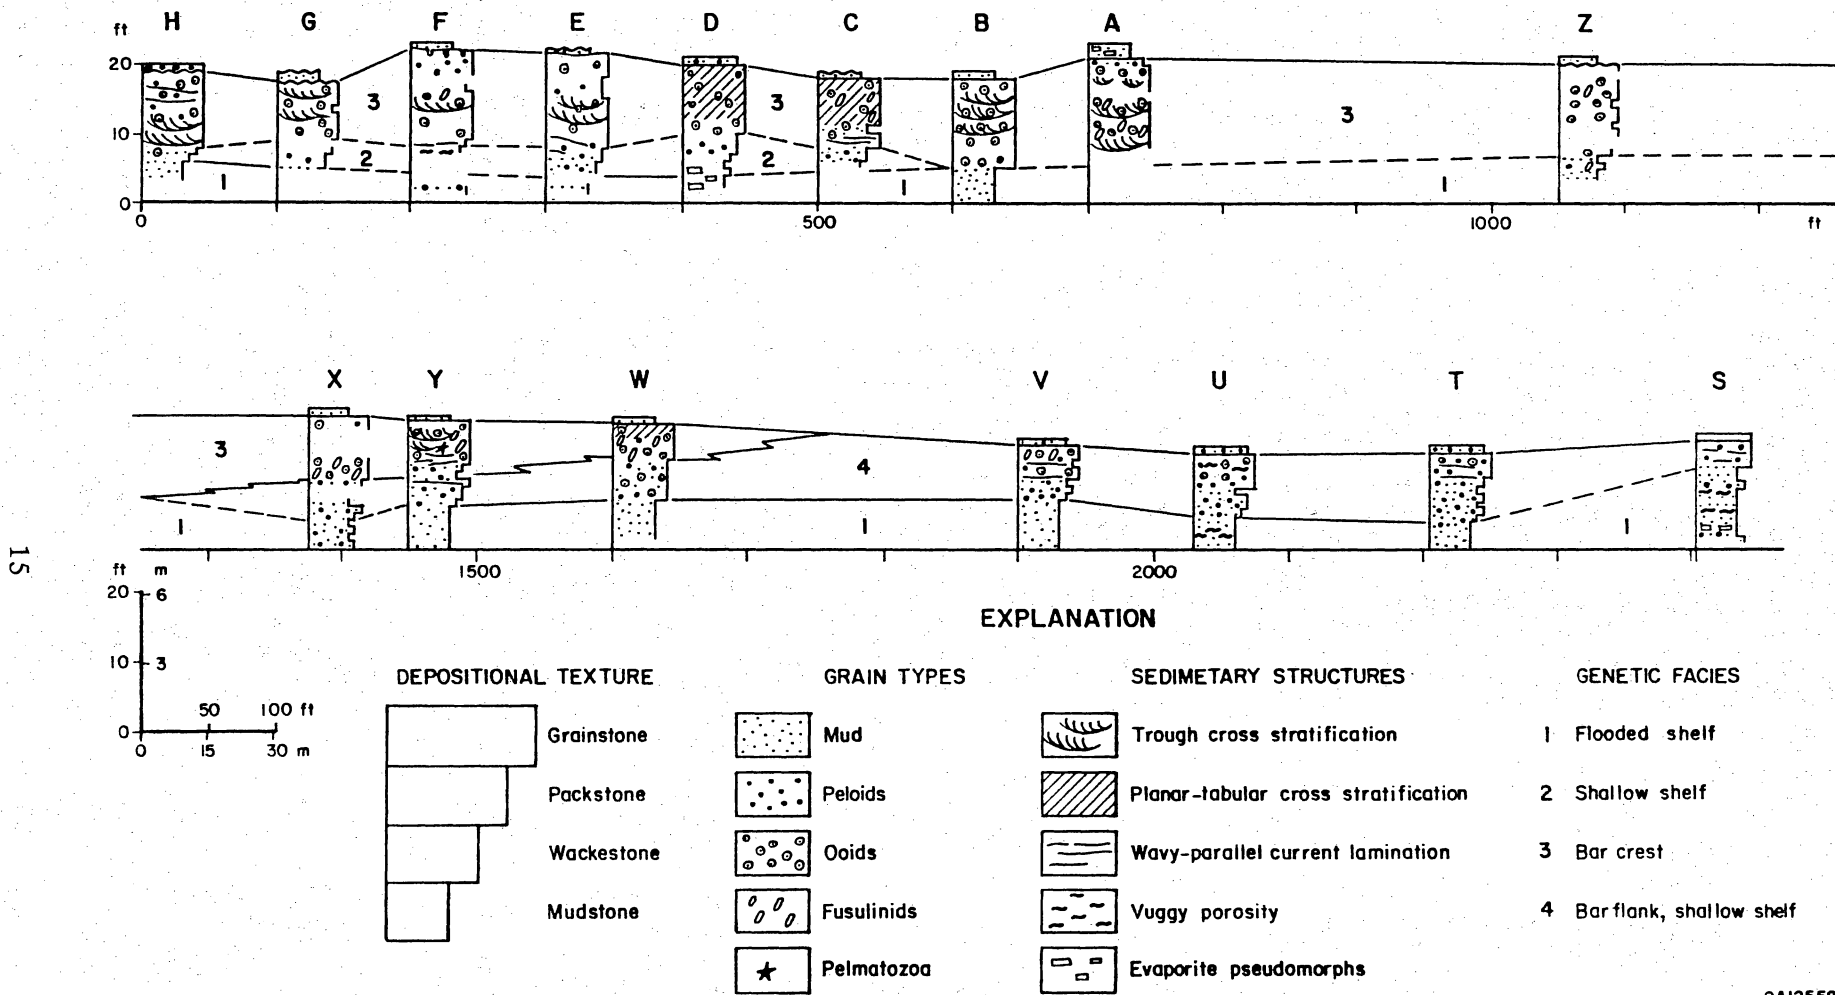 ft H G F E D C B A Z
20
10
0
3 2 1 3 2 1 3 1
0 500 1000 ft
X Y W V U T S
3 1 4 1 1
1500 2000
15
ft m
20 6
10 3
0
50 100 ft
0 15 30 m
EXPLANATION
DEPOSITIONAL TEXTURE GRAIN TYPES SEDIMETARY STRUCTURES GENETIC FACIES
Grainstone Mud Trough cross stratification 1 Flooded shelf
Packstone Peloids Planar-tabular cross stratification 2 Shallow shelf
Wackestone Ooids Wavy-parallel current lamination 3 Bar crest
Mudstone Fusulinids Vuggy porosity 4 Bar flank, shallow shelf
Pelmatozoa Evaporite pseudomorphs